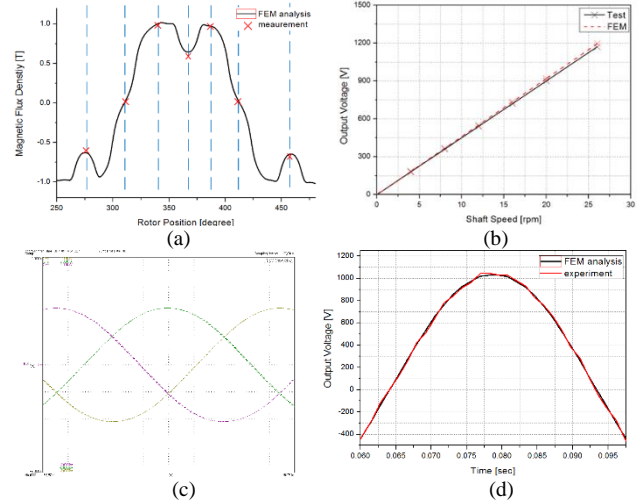 FEM analysis
meaurement
1.0
0.5
0.0
-0.5
-1.0
Magnetic Flux Denstiy [T]
250 300 350 400 450
Rotor Position [degree]
(a)
Test
FEM
1500
1200
900
600
300
0
Output Voltage [V]
0 5 10 15 20 25 30
Shaft Speed [rpm]
(b)
(c)
FEM analysis
experiment
1200
1000
800
600
400
200
0
-200
-400
Output Voltage [V]
0.060 0.065 0.070 0.075 0.080 0.085 0.090 0.095
Time [sec]
(d)